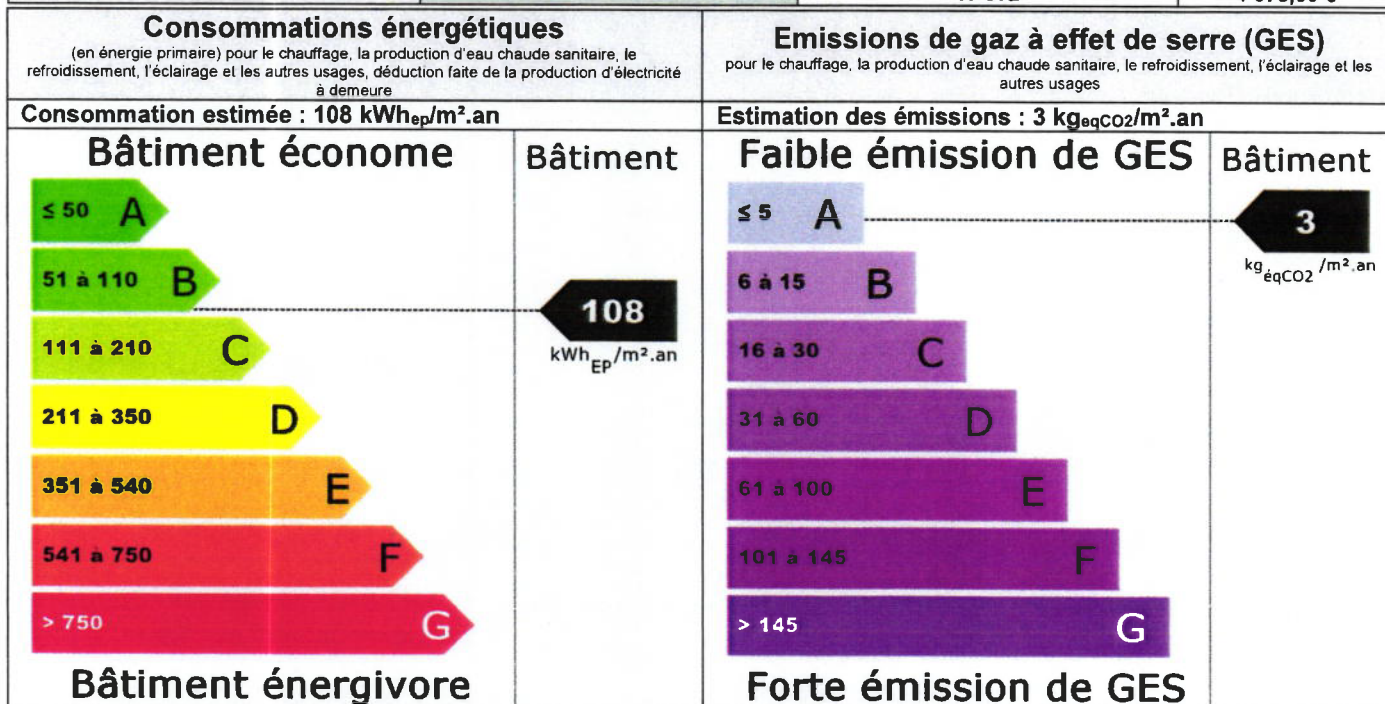 Consommations énergétiques
(en énergie primaire) pour le chauffage, la production d'eau chaude sanitaire, le
refroidissement, l'éclairage et les autres usages, déduction faite de la production d'électricité
à demeure
Consommation estimée : 108 kWhep/m².an
Bâtiment économe
Bâtiment
≤ 50 A
51 à 110 B
108
kWhEP/m².an
111 à 210 C
211 à 350 D
351 à 540 E
541 à 750 F
> 750 G
Bâtiment énergivore
Emissions de gaz à effet de serre (GES)
pour le chauffage, la production d'eau chaude sanitaire, le refroidissement, l'éclairage et les
autres usages
Estimation des émissions : 3 kgeqCO2/m².an
Faible émission de GES
Bâtiment
≤ 5 A
3
kgéqCO2/m².an
6 à 15 B
16 à 30 C
31 à 60 D
61 à 100 E
101 à 145 F
> 145 G
Forte émission de GES